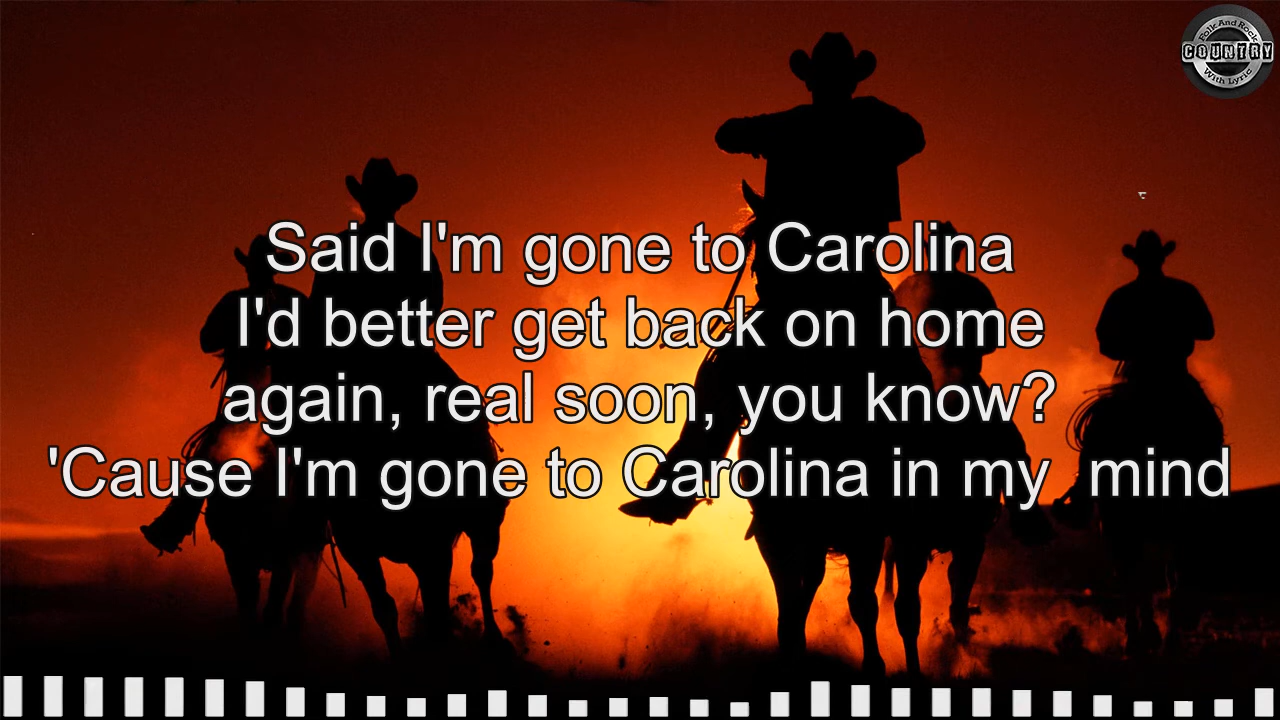 Folk And Rock
COUNTRY
With Lyric
Said I'm gone to Carolina
I'd better get back on home
again, real soon, you know?
'Cause I'm gone to Carolina in my  mind